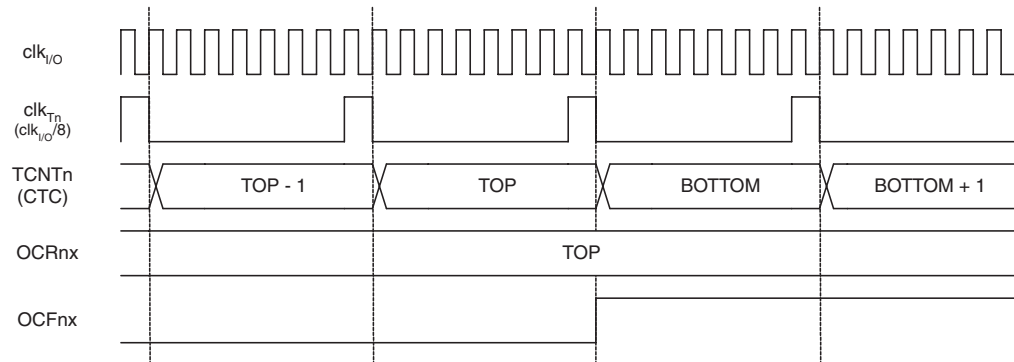 clkI/O
clkTn
(clkI/O/8)
TCNTn
(CTC)
TOP - 1
TOP
BOTTOM
BOTTOM + 1
OCRnx
TOP
OCFnx